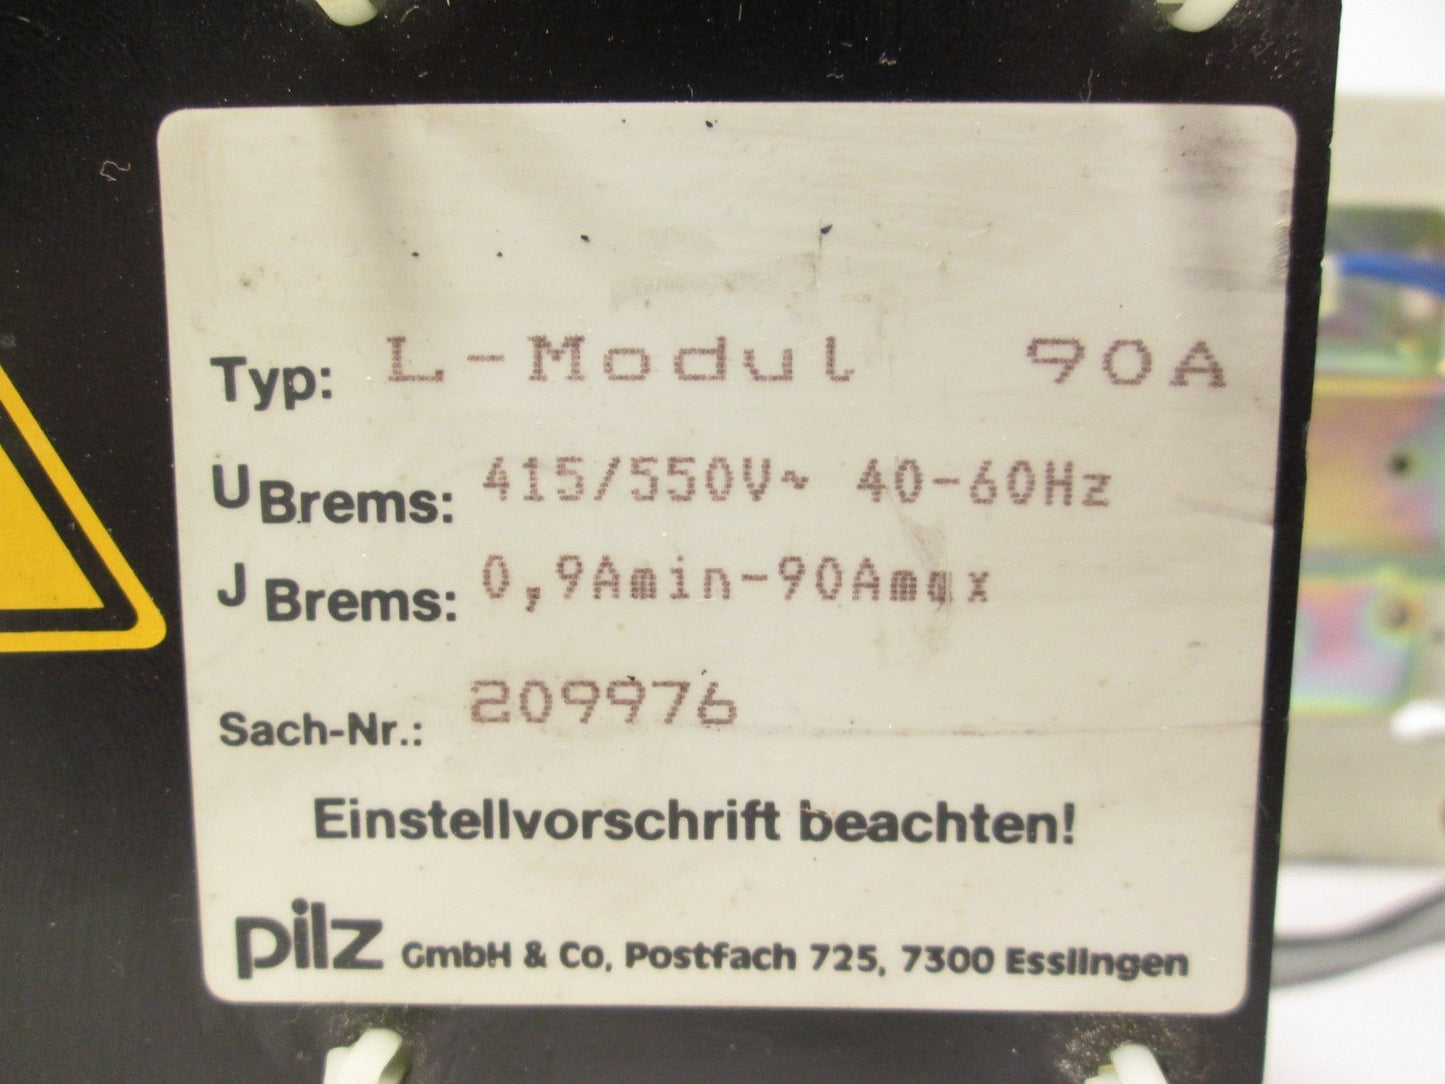 Typ: L-Modul 90A
U Brems: 415/550V~ 40-60Hz
J Brems: 0,9Amin-90Amax
Sach-Nr.: 209976
Einstellvorschrift beachten!
pilz GmbH & Co, Postfach 725, 7300 Esslingen